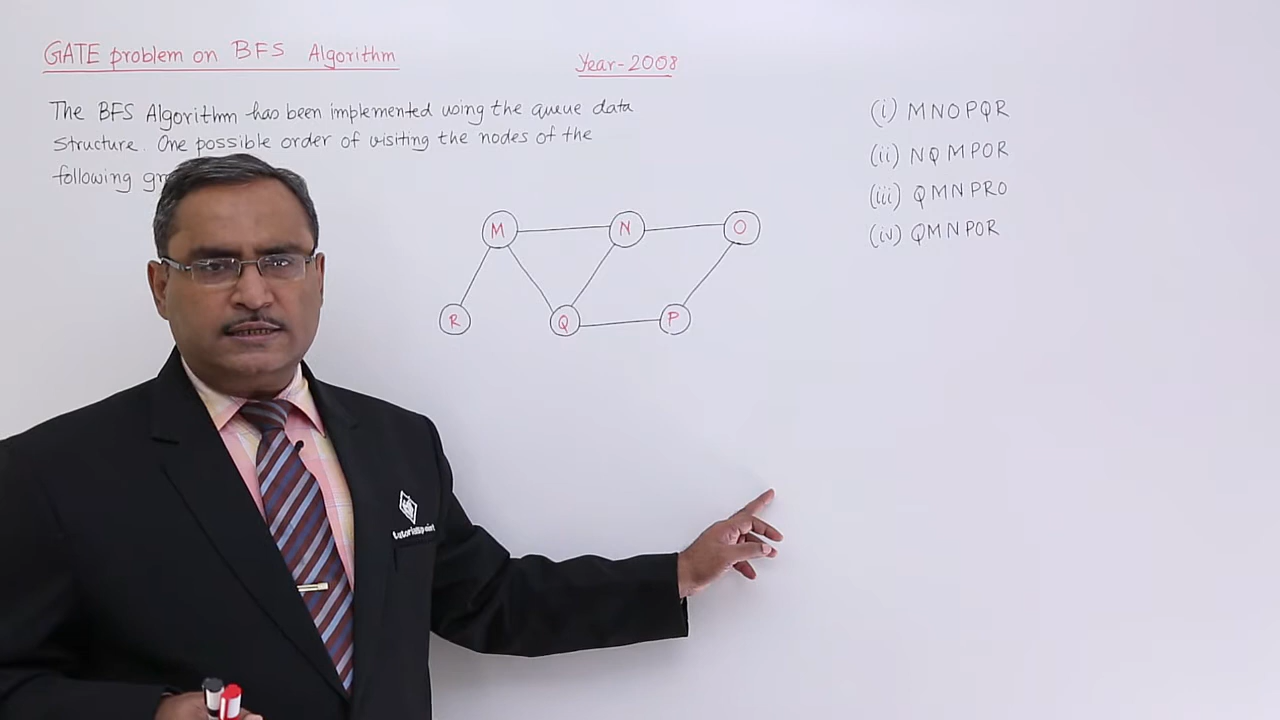 GATE problem on BFS Algorithm
Year-2008
The BFS Algorithm has been implemented using the queue data
structure. One possible order of visiting the nodes of the
following
(i) MNOPQR
(ii) NQMPOR
(iii) QMNPRO
(iv) QMNPOR
M N O
R Q P
tutorialspoint